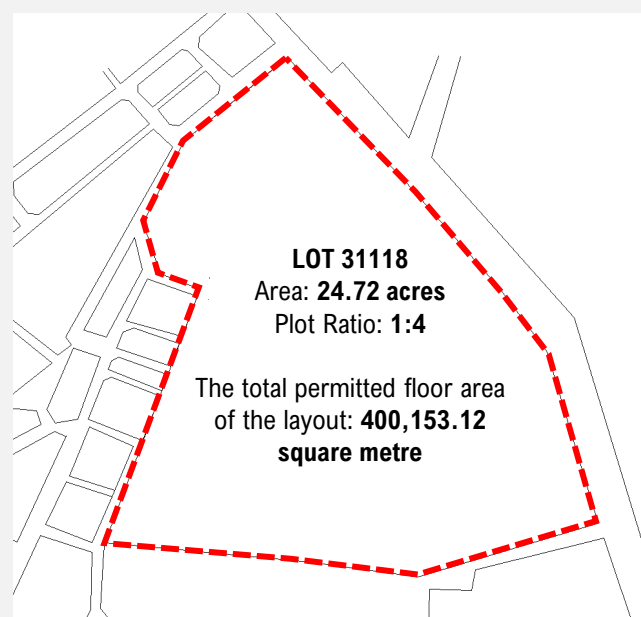 LOT 31118
Area: 24.72 acres
Plot Ratio: 1:4
The total permitted floor area
of the layout: 400,153.12
square metre